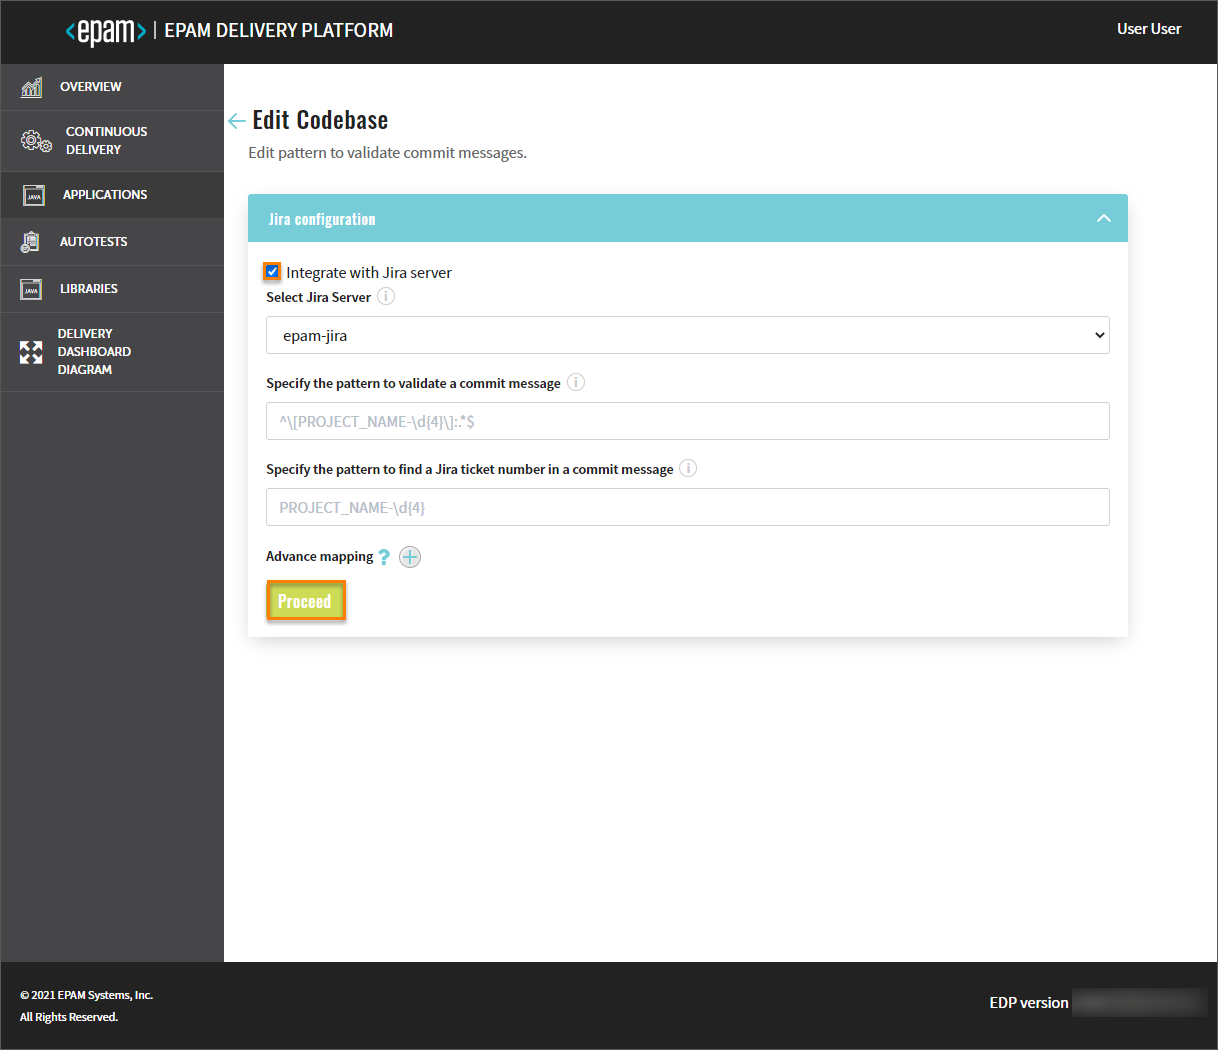 <epam> | EPAM DELIVERY PLATFORM
User User
OVERVIEW
CONTINUOUS
DELIVERY
JAVA
APPLICATIONS
AUTOTESTS
JAVA
LIBRARIES
DELIVERY
DASHBOARD
DIAGRAM
Edit Codebase
Edit pattern to validate commit messages.
Jira configuration
Integrate with Jira server
Select Jira Server i
epam-jira
Specify the pattern to validate a commit message i
^\[PROJECT_NAME-\d{4}\]:.*$
Specify the pattern to find a Jira ticket number in a commit message i
PROJECT_NAME-\d{4}
Advance mapping ? +
Proceed
© 2021 EPAM Systems, Inc.
All Rights Reserved.
EDP version